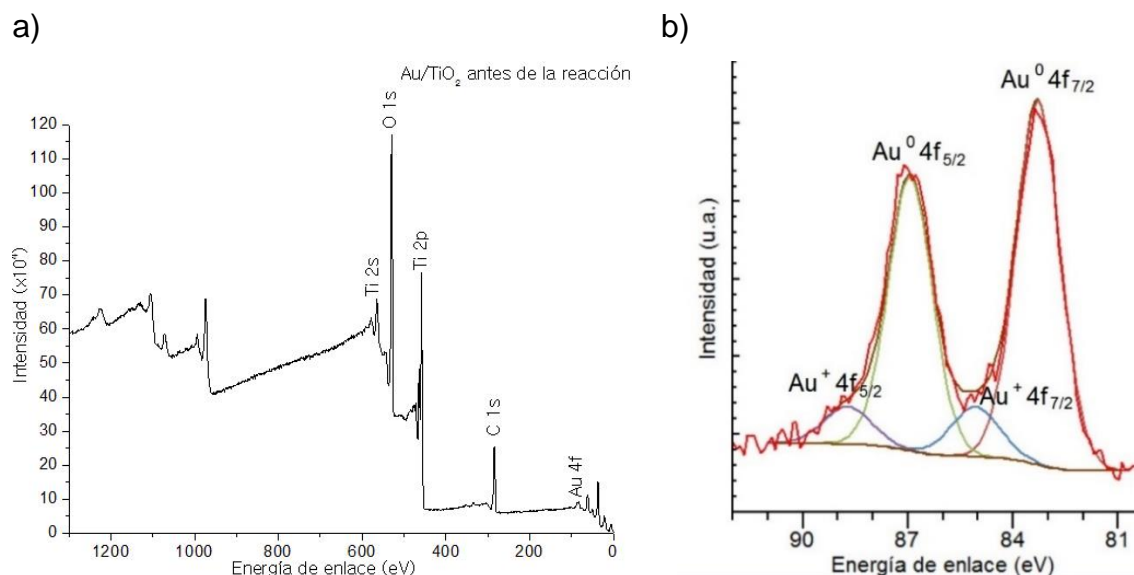 a)
Au/TiO₂ antes de la reacción
Intensidad (x10³)
120
110
100
90
80
70
60
50
40
30
20
10
0
O 1s
Ti 2s
Ti 2p
C 1s
Au 4f
1200 1000 800 600 400 200 0
Energía de enlace (eV)
b)
Intensidad (u.a.)
Au⁰ 4f₇/₂
Au⁰ 4f₅/₂
Au⁺ 4f₅/₂
Au⁺ 4f₇/₂
90 87 84 81
Energía de enlace (eV)